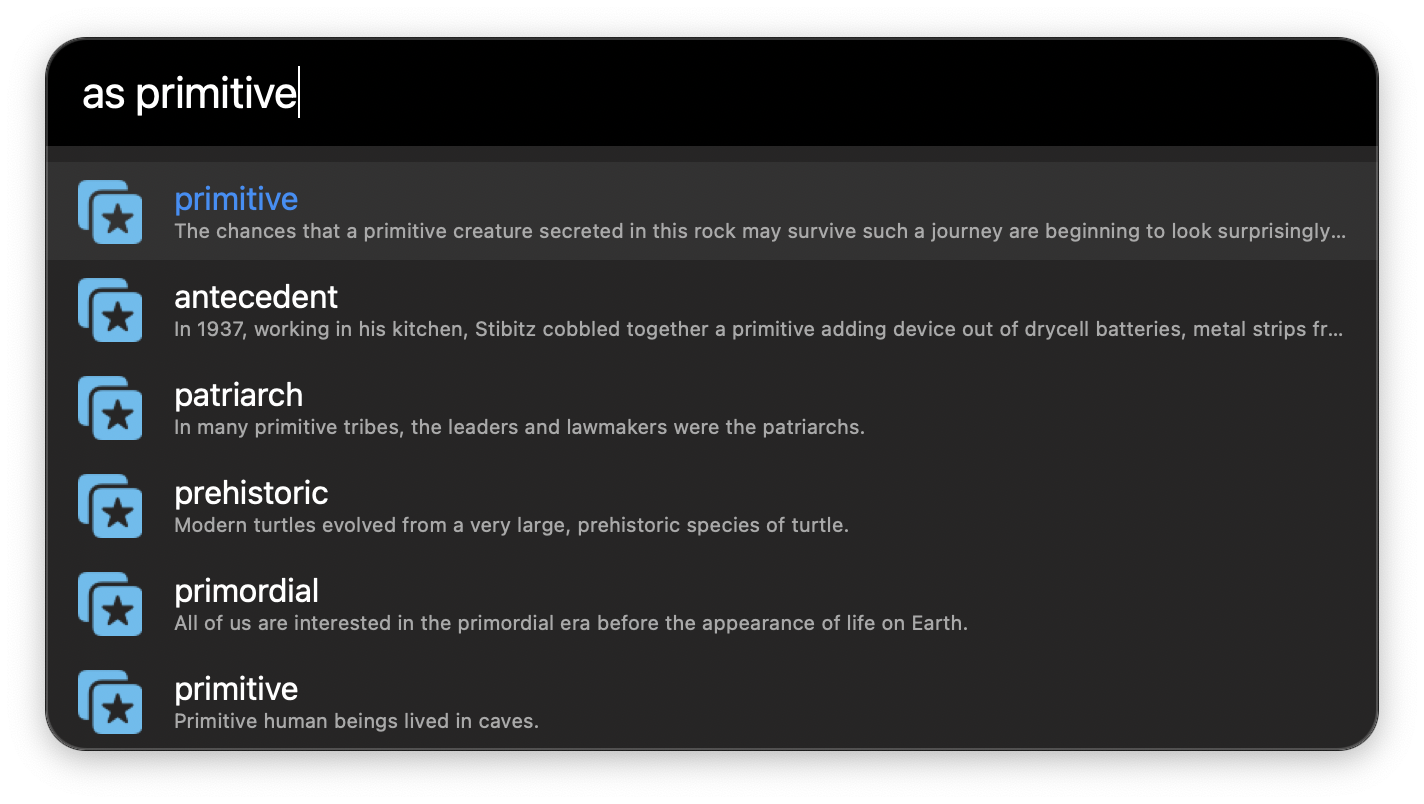 as primitive
primitive
The chances that a primitive creature secreted in this rock may survive such a journey are beginning to look surprisingly...
antecedent
In 1937, working in his kitchen, Stibitz cobbled together a primitive adding device out of drycell batteries, metal strips fr...
patriarch
In many primitive tribes, the leaders and lawmakers were the patriarchs.
prehistoric
Modern turtles evolved from a very large, prehistoric species of turtle.
primordial
All of us are interested in the primordial era before the appearance of life on Earth.
primitive
Primitive human beings lived in caves.